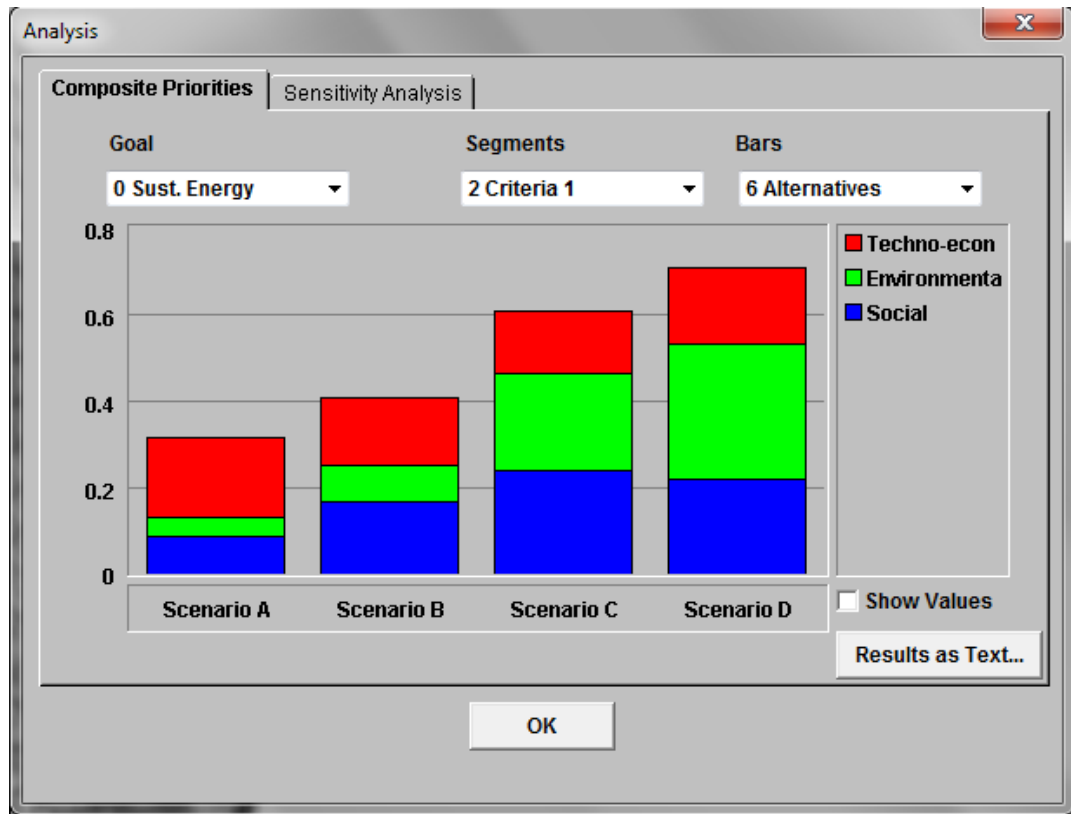 Analysis
x
Composite Priorities Sensitivity Analysis
Goal Segments Bars
0 Sust. Energy 2 Criteria 1 6 Alternatives
0.8
0.6
0.4
0.2
0
Techno-econ
Environmenta
Social
Scenario A Scenario B Scenario C Scenario D
Show Values
Results as Text...
OK